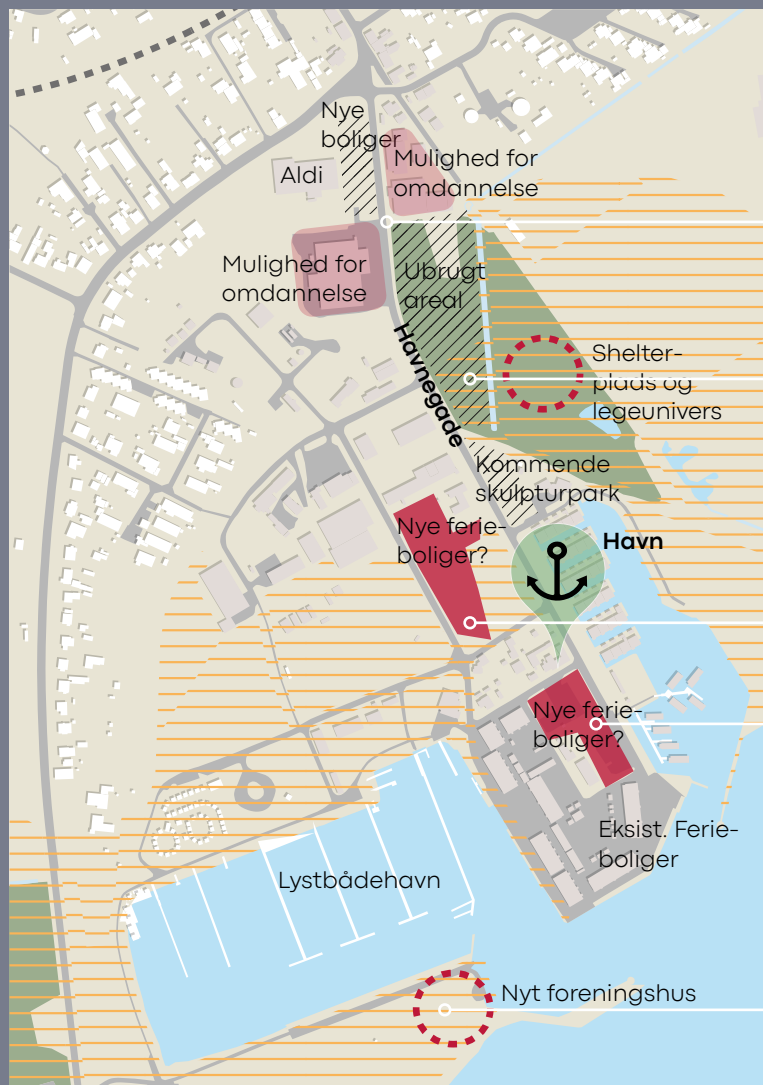 Nye
boliger
Aldi
Mulighed for
omdannelse
Mulighed for
omdannelse
Ubrugt
areal
Havnegade
Shelter-
plads og
legeunivers
Kommende
skulpturpark
Nye ferie-
boliger?
Havn
Nye ferie-
boliger?
Eksist. Ferie-
boliger
Lystbådehavn
Nyt foreningshus